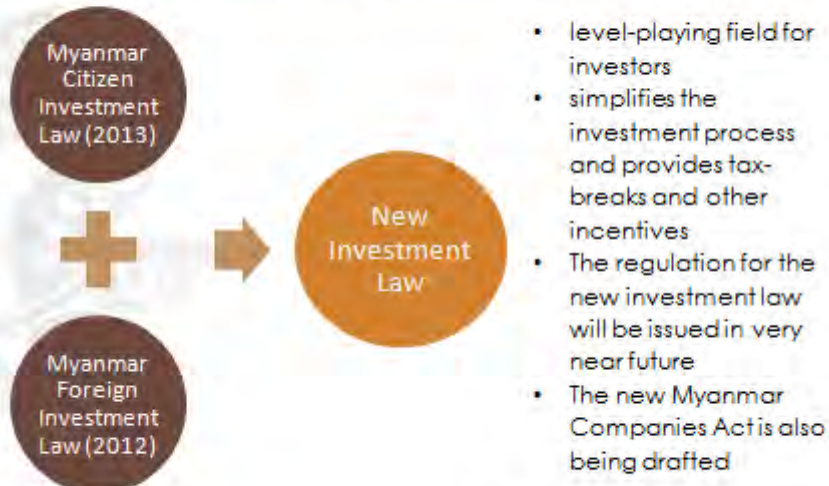 Myanmar
Citizen
Investment
Law (2013)
Myanmar
Foreign
Investment
Law (2012)
New
Investment
Law
• level-playing field for
investors
• simplifies the
investment process
and provides tax-
breaks and other
incentives
• The regulation for the
new investment law
will be issued in very
near future
• The new Myanmar
Companies Act is also
being drafted